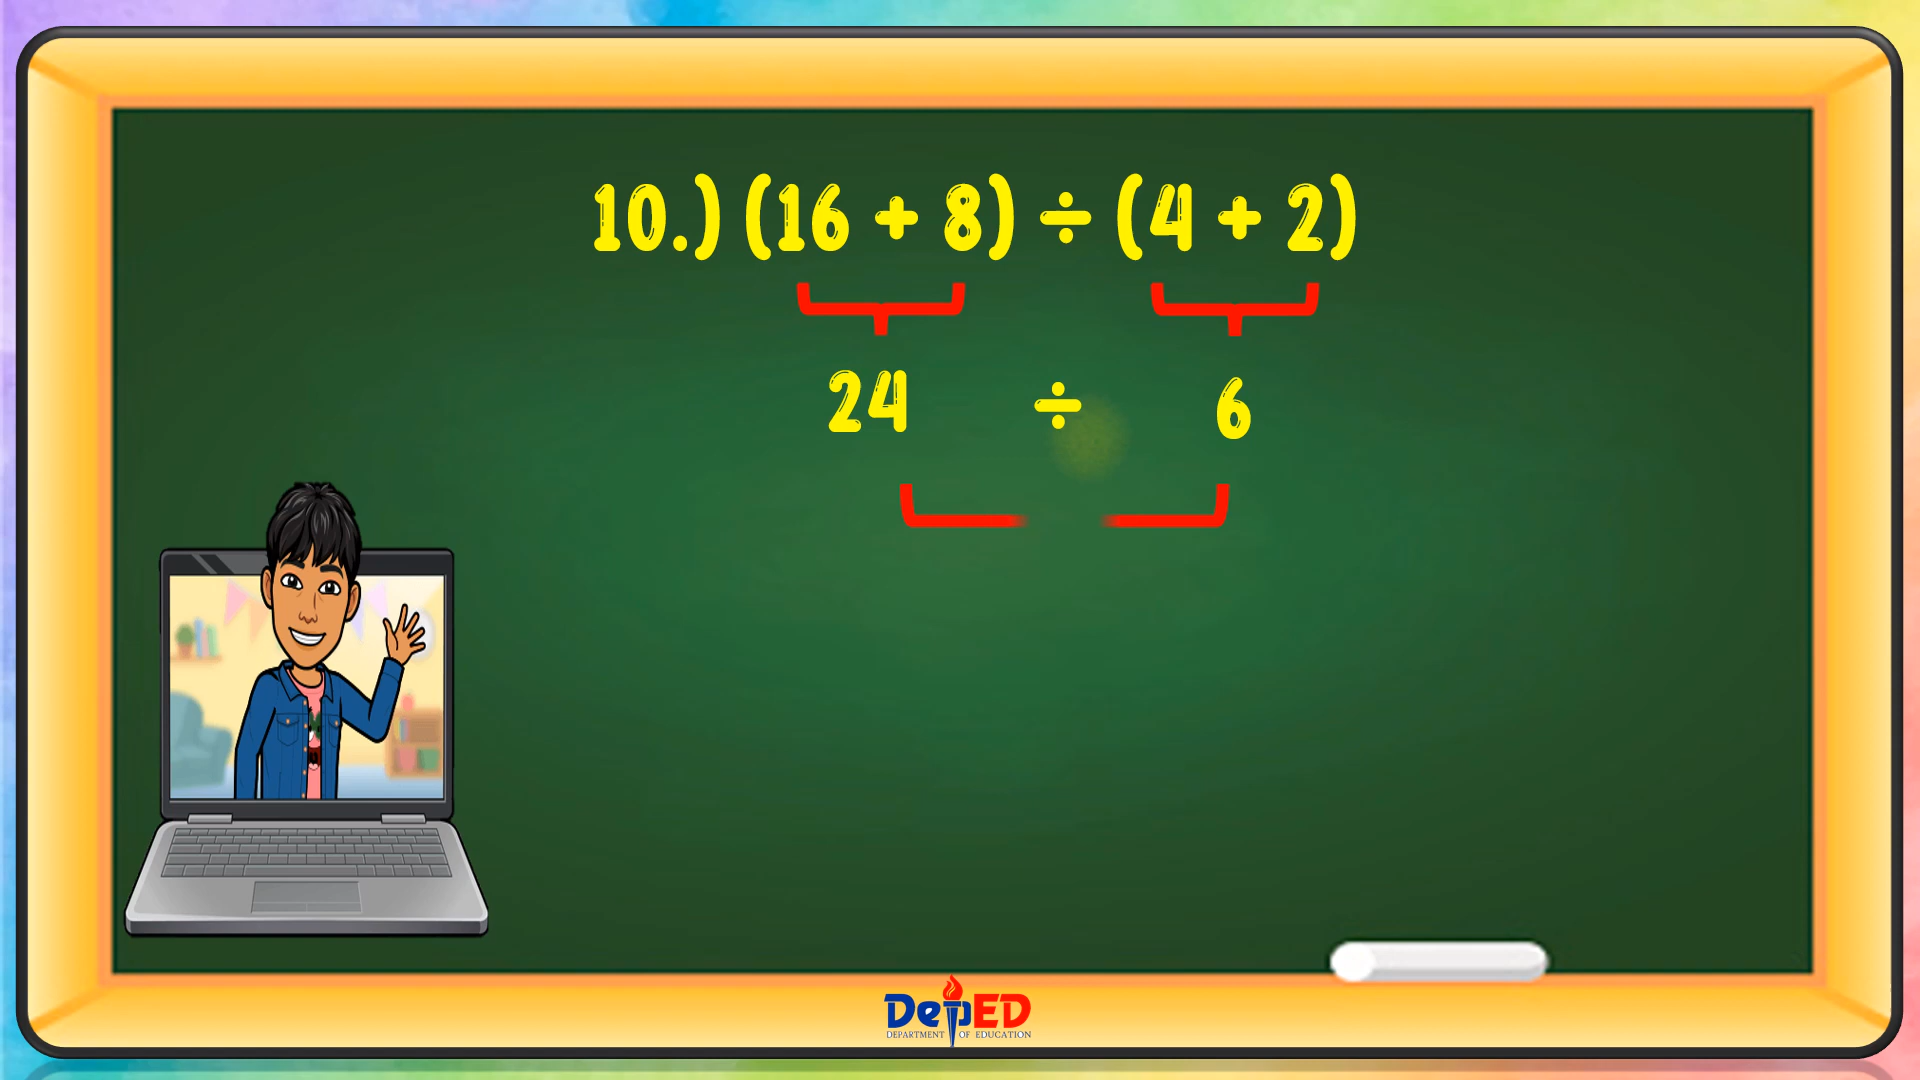 10.) (16 + 8) ÷ (4 + 2)
24 ÷ 6
DepED
DEPARTMENT OF EDUCATION